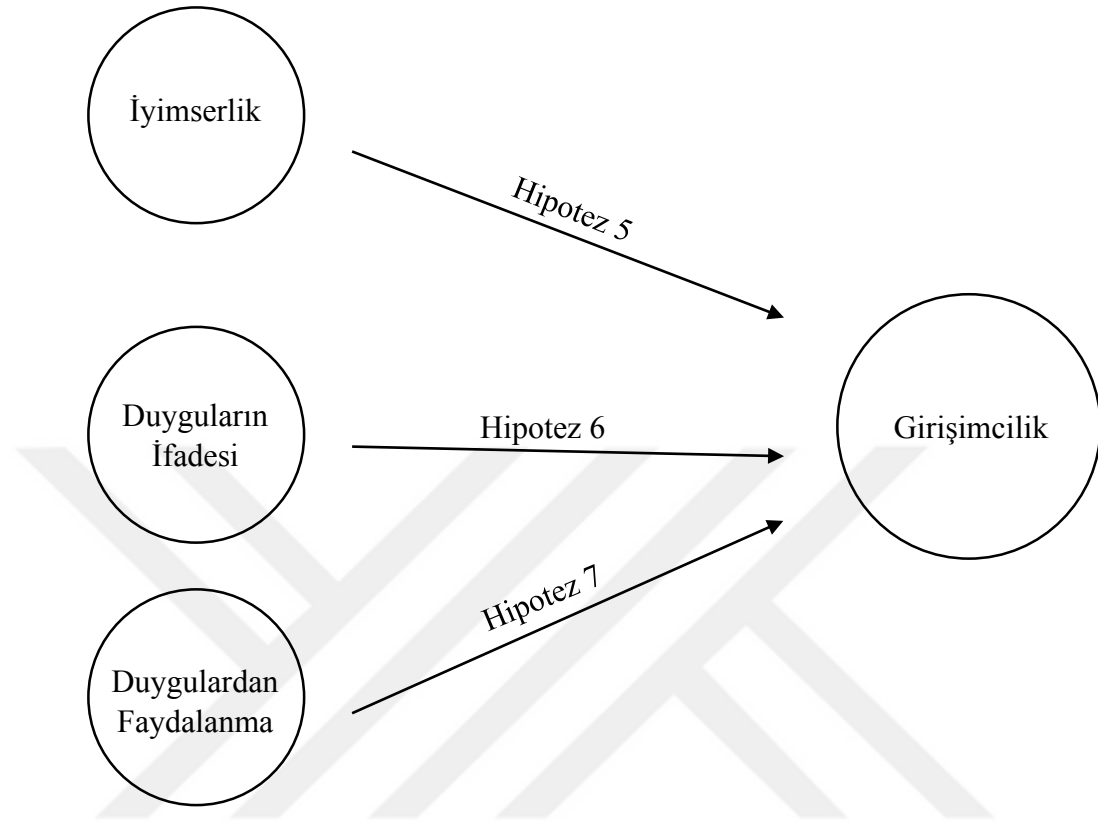 İyimserlik
Hipotez 5
Duyguların
İfadesi
Hipotez 6
Girişimcilik
Hipotez 7
Duygulardan
Faydalanma